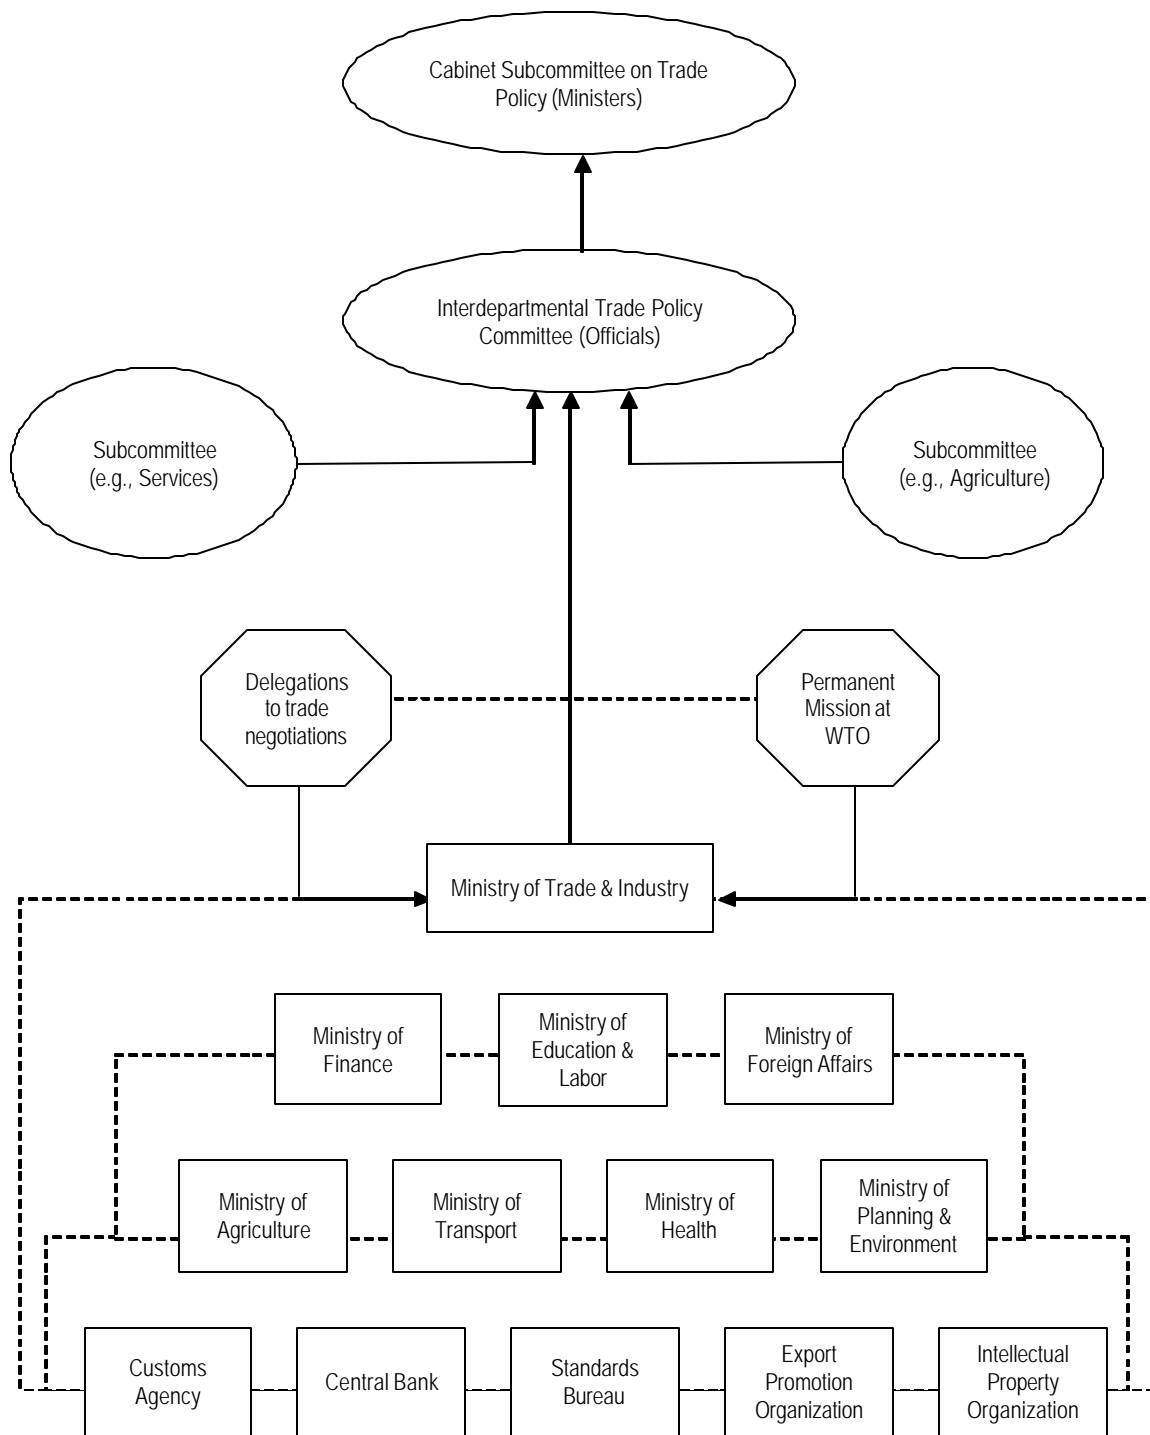 Cabinet Subcommittee on Trade
Policy (Ministers)
Interdepartmental Trade Policy
Committee (Officials)
Subcommittee
(e.g., Services)
Subcommittee
(e.g., Agriculture)
Delegations
to trade
negotiations
Permanent
Mission at
WTO
Ministry of Trade & Industry
Ministry of
Finance
Ministry of
Education &
Labor
Ministry of
Foreign Affairs
Ministry of
Agriculture
Ministry of
Transport
Ministry of
Health
Ministry of
Planning &
Environment
Customs
Agency
Central Bank
Standards
Bureau
Export
Promotion
Organization
Intellectual
Property
Organization